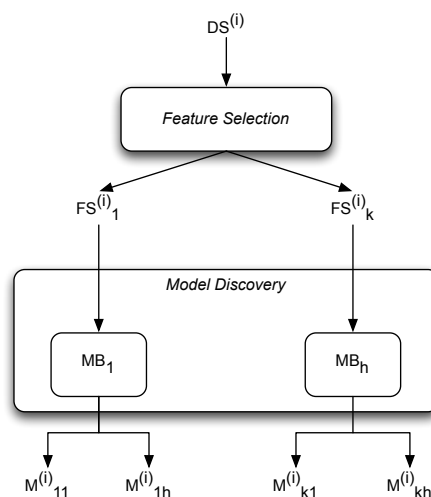 DS(i)
Feature Selection
FS(i)1 FS(i)k
Model Discovery
MB1 MBh
M(i)11 M(i)1h M(i)k1 M(i)kh